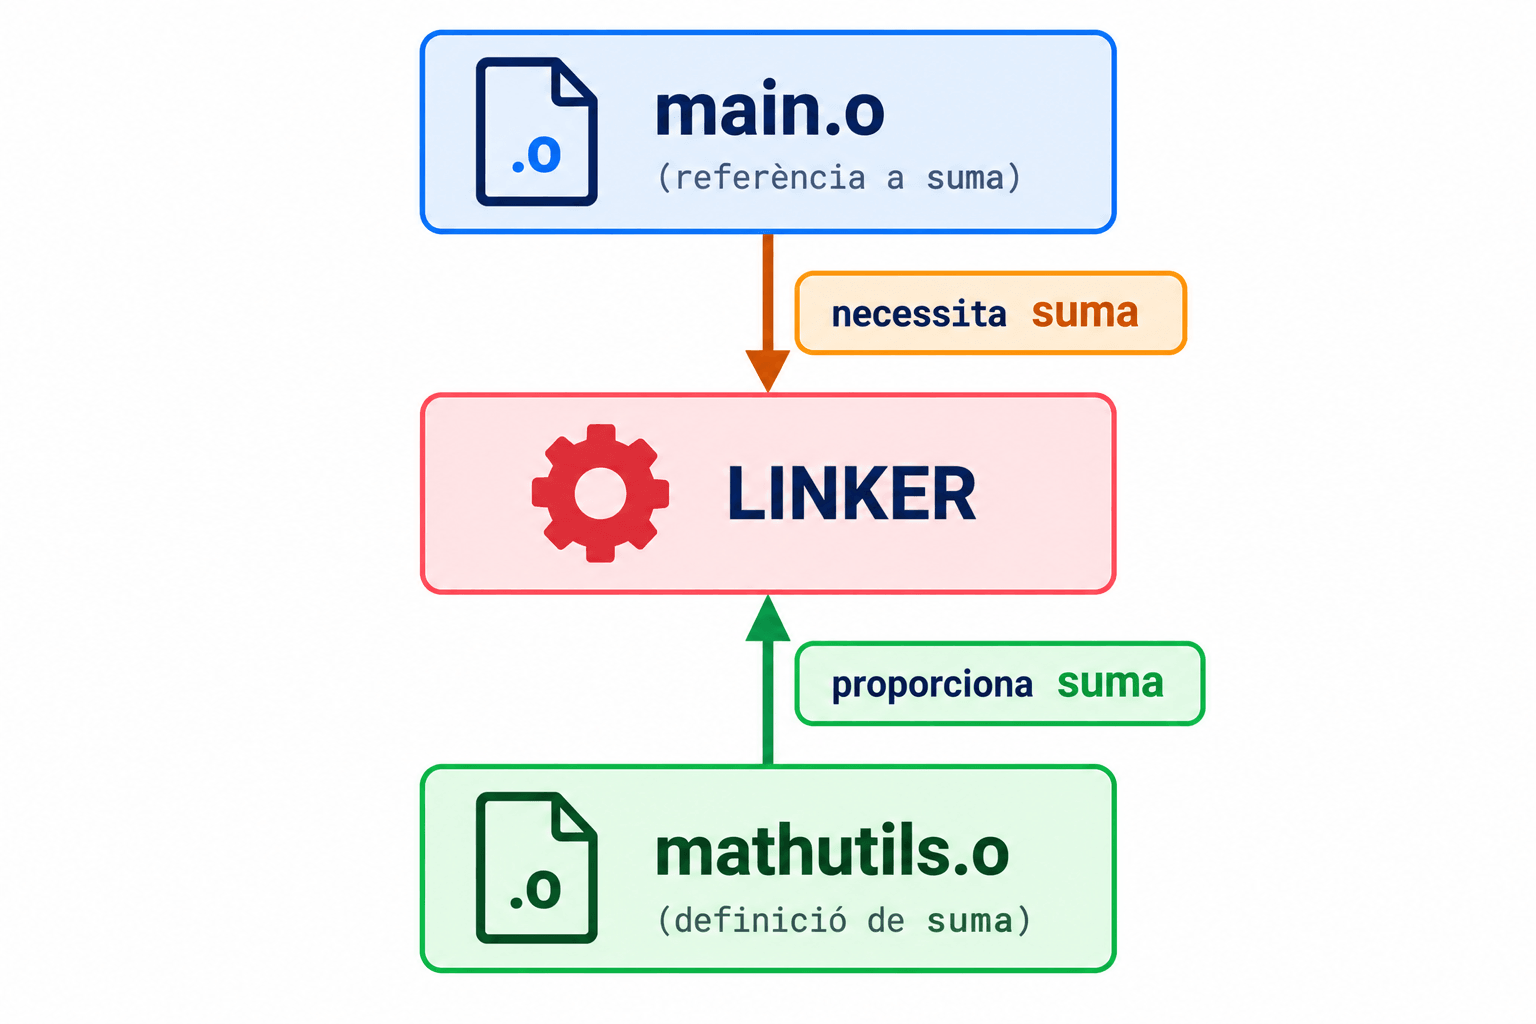 .o
main.o
(referència a suma)
necessita suma
LINKER
proporciona suma
.o
mathutils.o
(definició de suma)